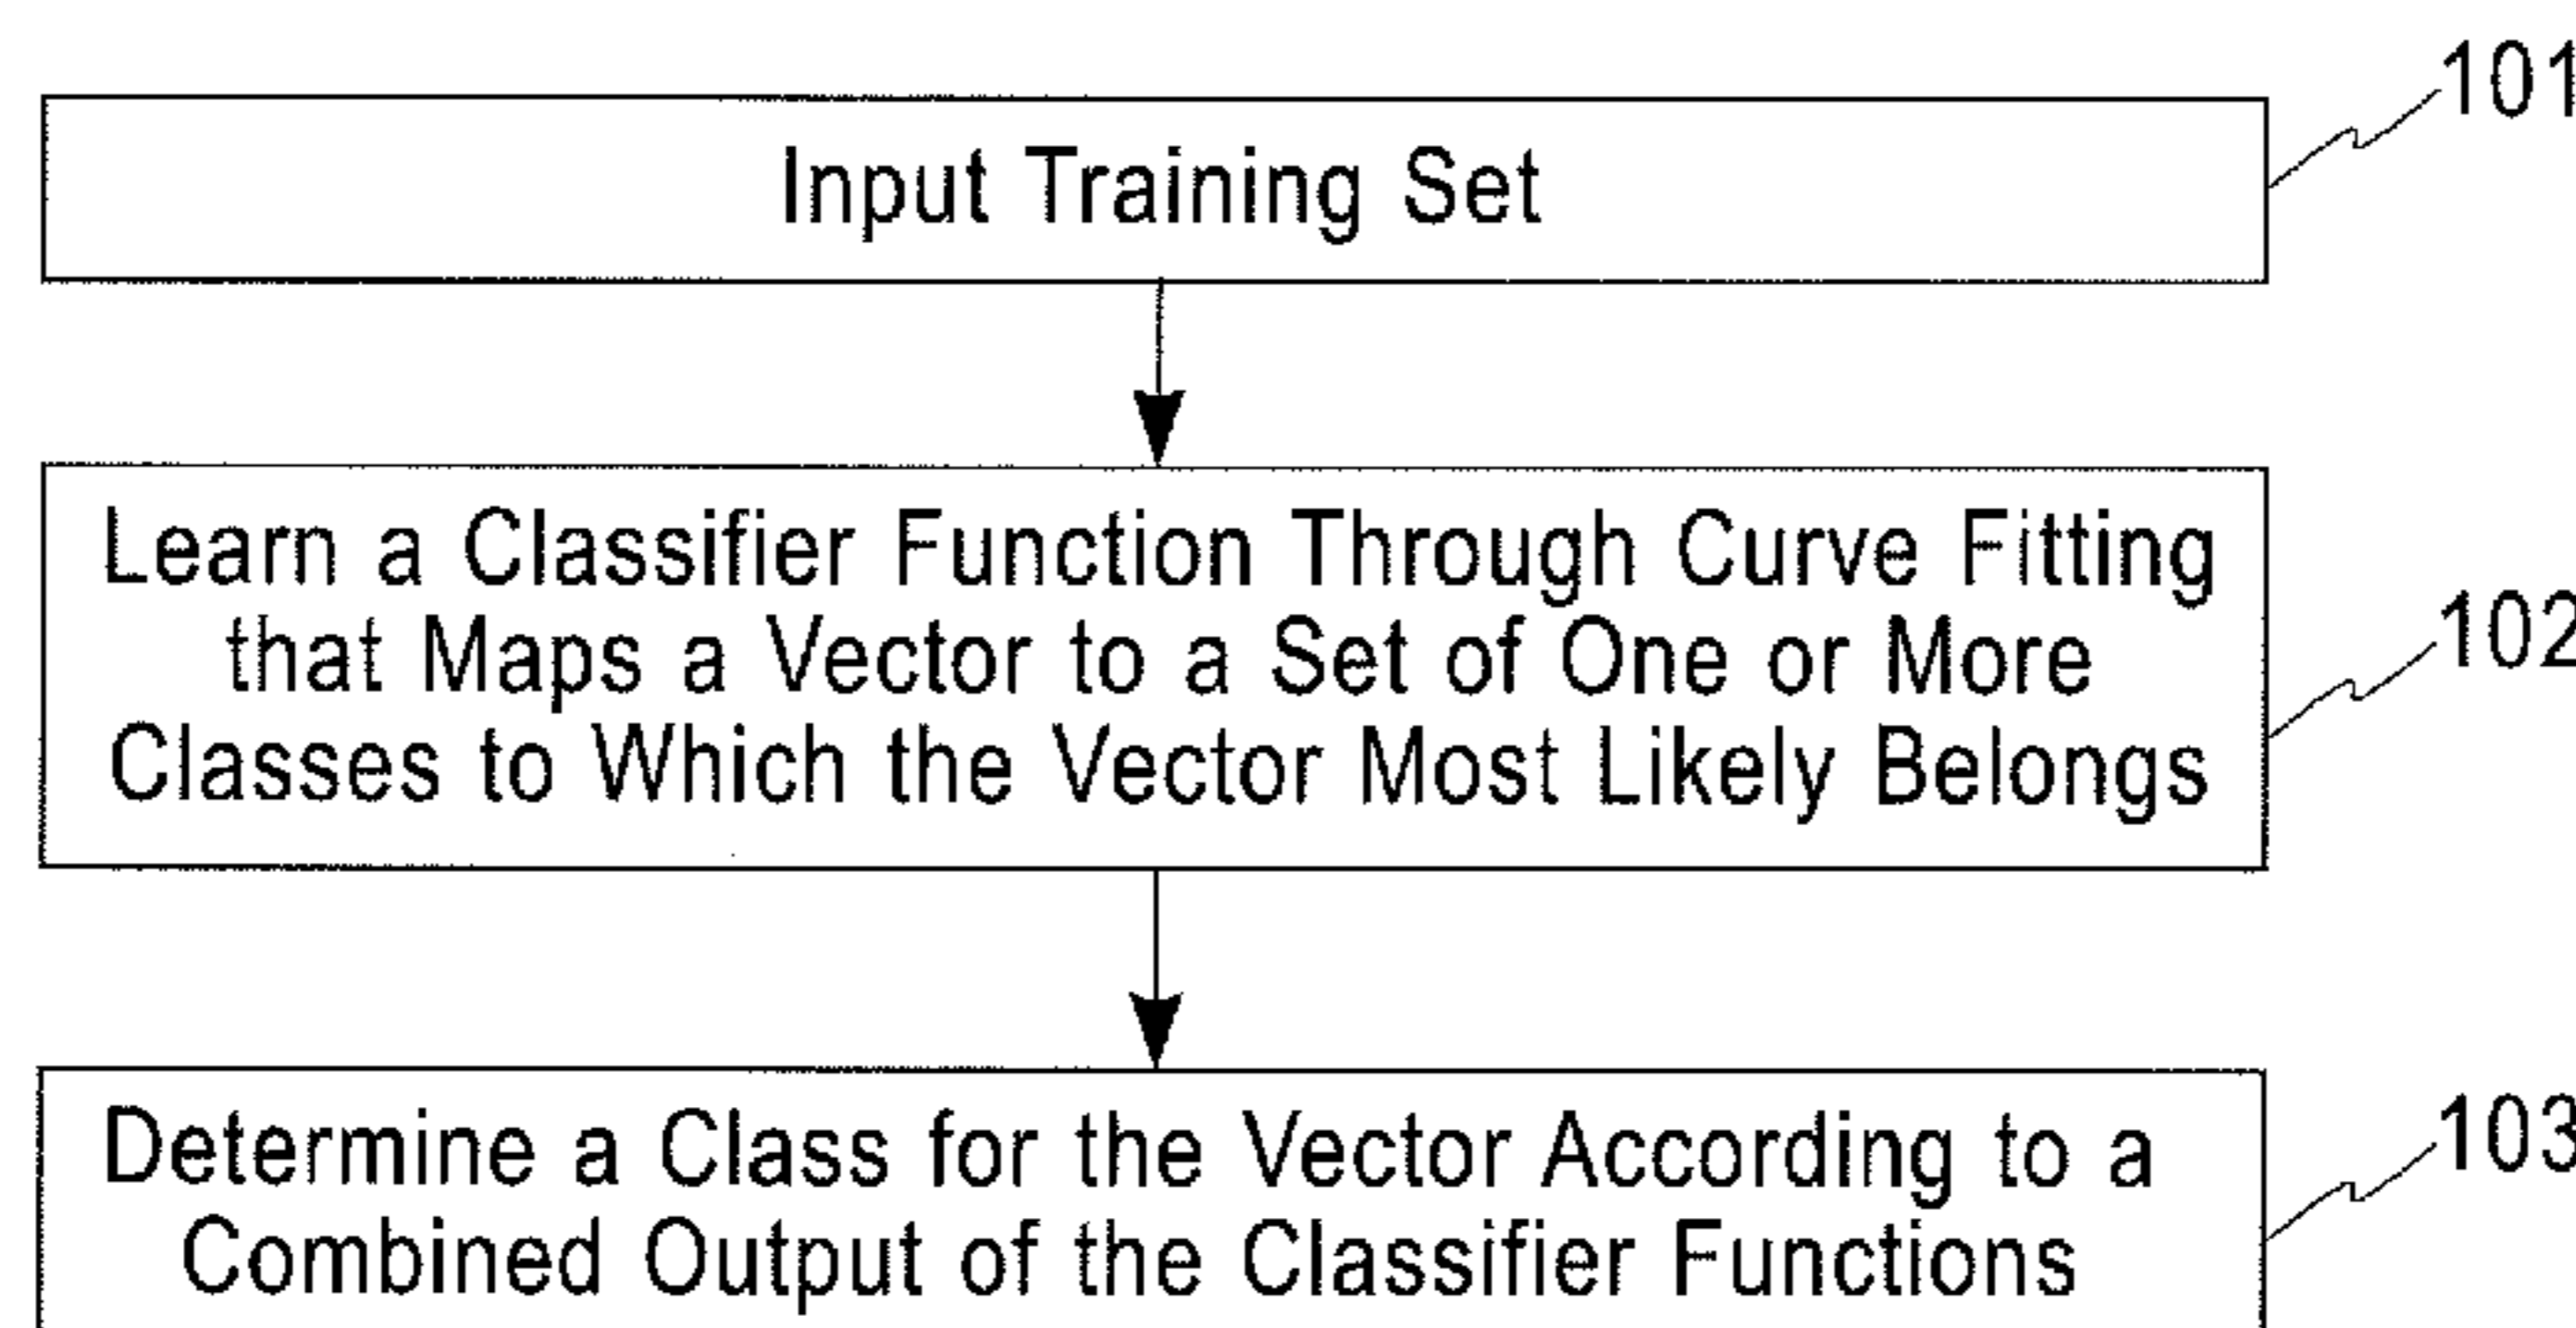 101
Input Training Set
Learn a Classifier Function Through Curve Fitting
that Maps a Vector to a Set of One or More
Classes to Which the Vector Most Likely Belongs
102
Determine a Class for the Vector According to a
Combined Output of the Classifier Functions
103